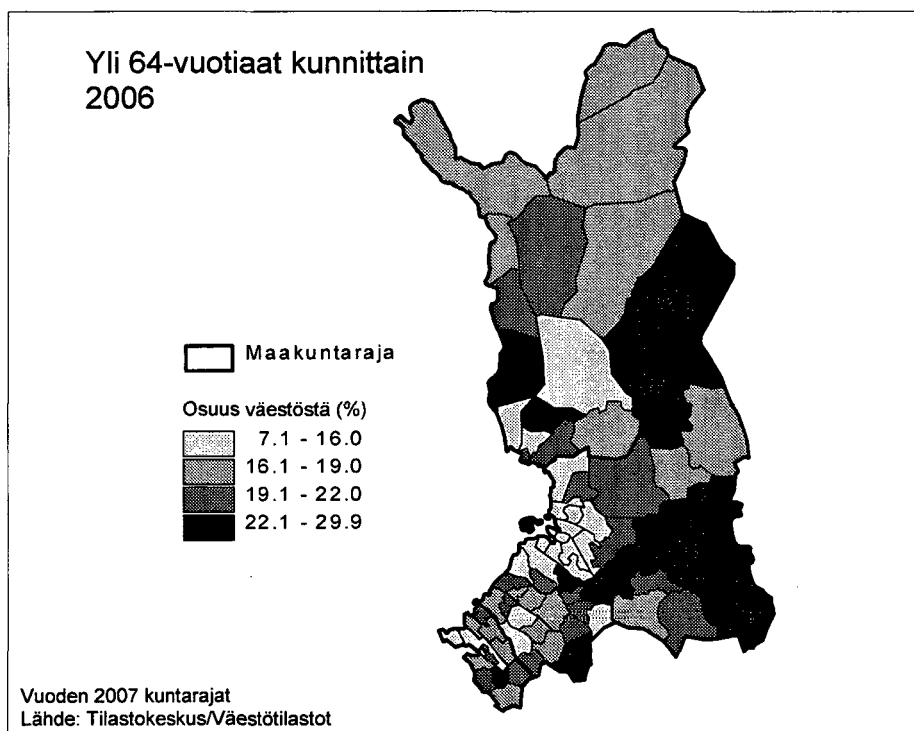 Yli 64-vuotiaat kunnittain
2006
Maakuntaraja
Osuus väestöstä (%)
7.1 - 16.0
16.1 - 19.0
19.1 - 22.0
22.1 - 29.9
Vuoden 2007 kuntarajat
Lähde: Tilastokeskus/Väestötilastot